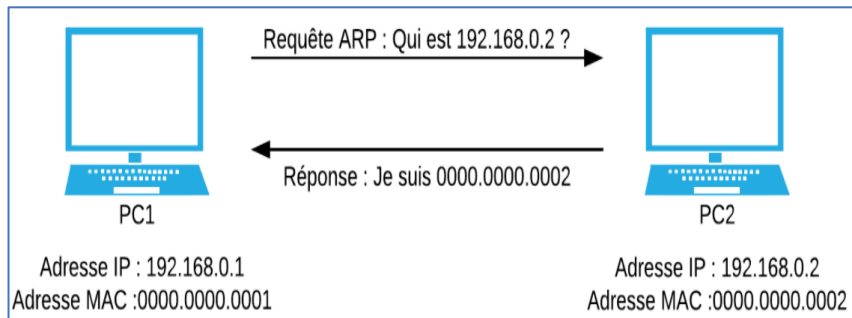 Requête ARP : Qui est 192.168.0.2 ?
Réponse : Je suis 0000.0000.0002
PC1
Adresse IP : 192.168.0.1
Adresse MAC :0000.0000.0001
PC2
Adresse IP : 192.168.0.2
Adresse MAC :0000.0000.0002